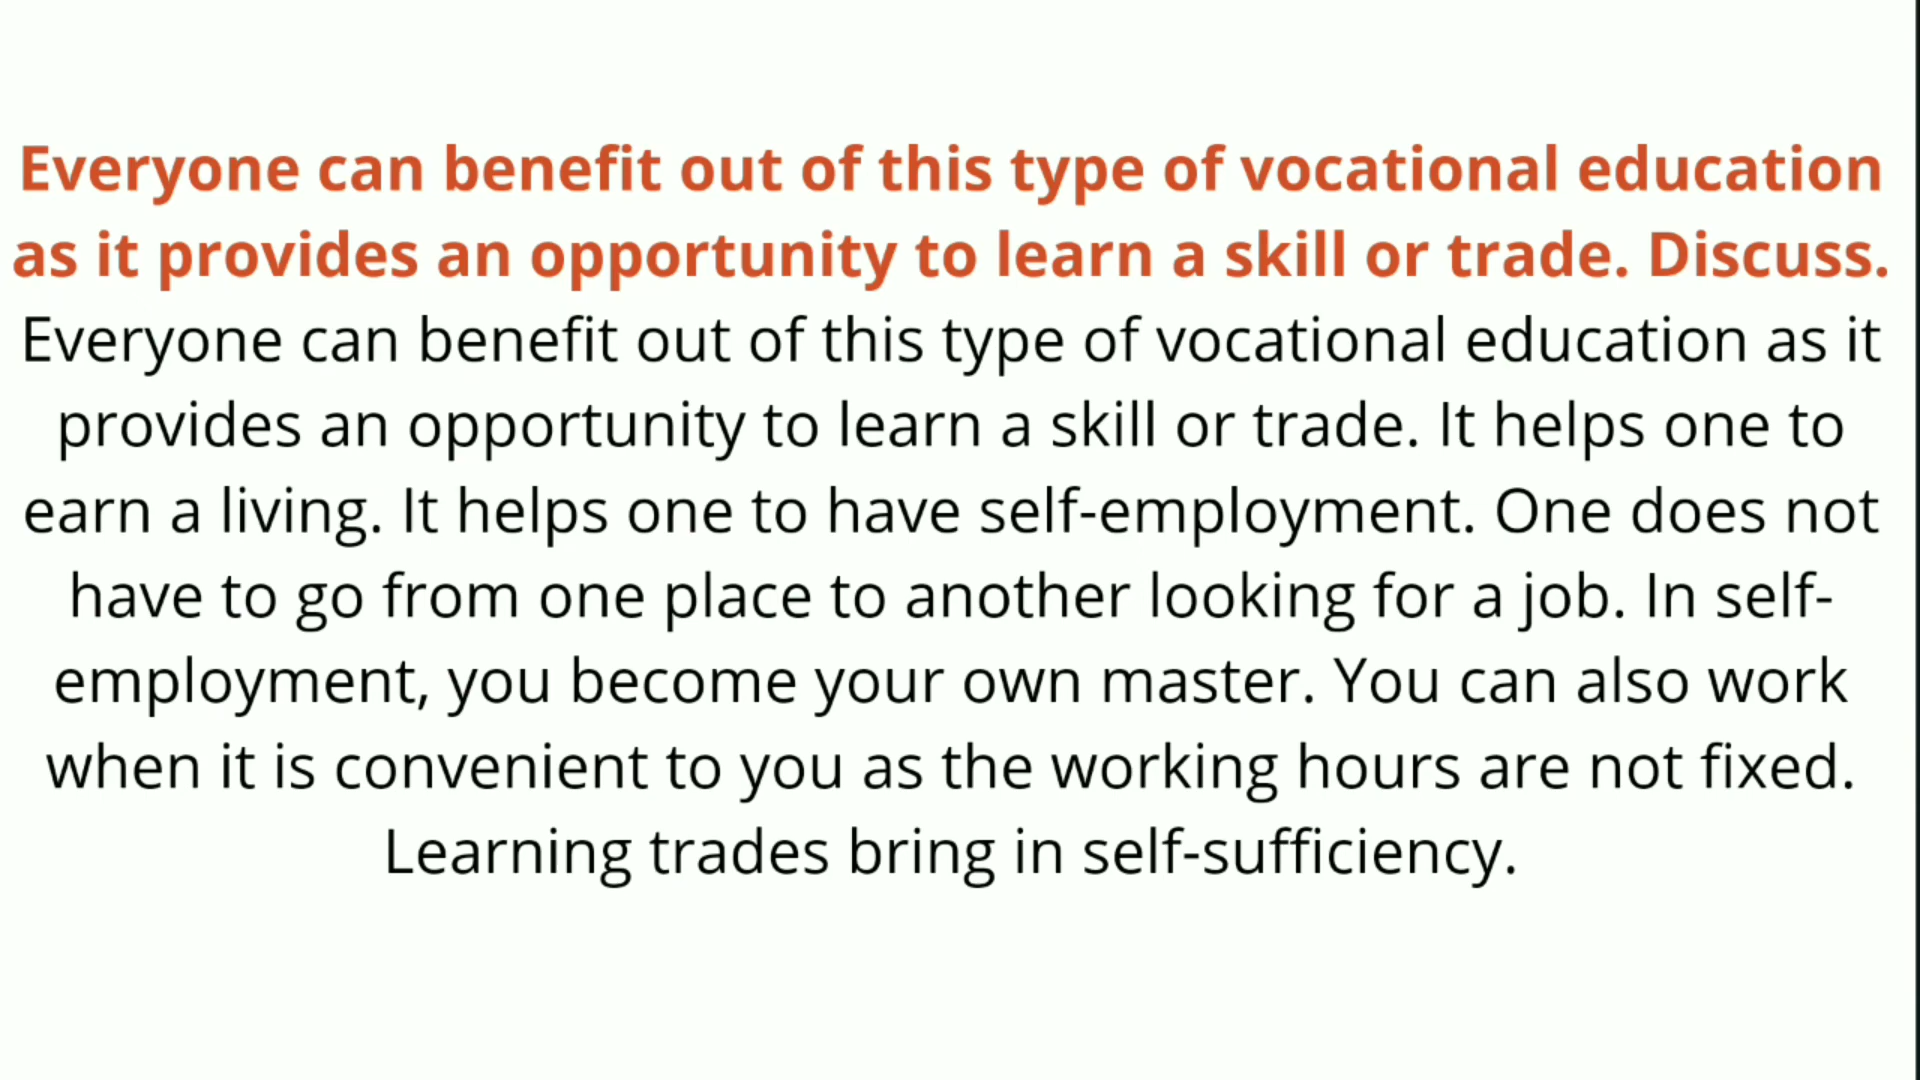 Everyone can benefit out of this type of vocational education
as it provides an opportunity to learn a skill or trade. Discuss.
Everyone can benefit out of this type of vocational education as it
provides an opportunity to learn a skill or trade. It helps one to
earn a living. It helps one to have self-employment. One does not
have to go from one place to another looking for a job. In self-
employment, you become your own master. You can also work
when it is convenient to you as the working hours are not fixed.
Learning trades bring in self-sufficiency.